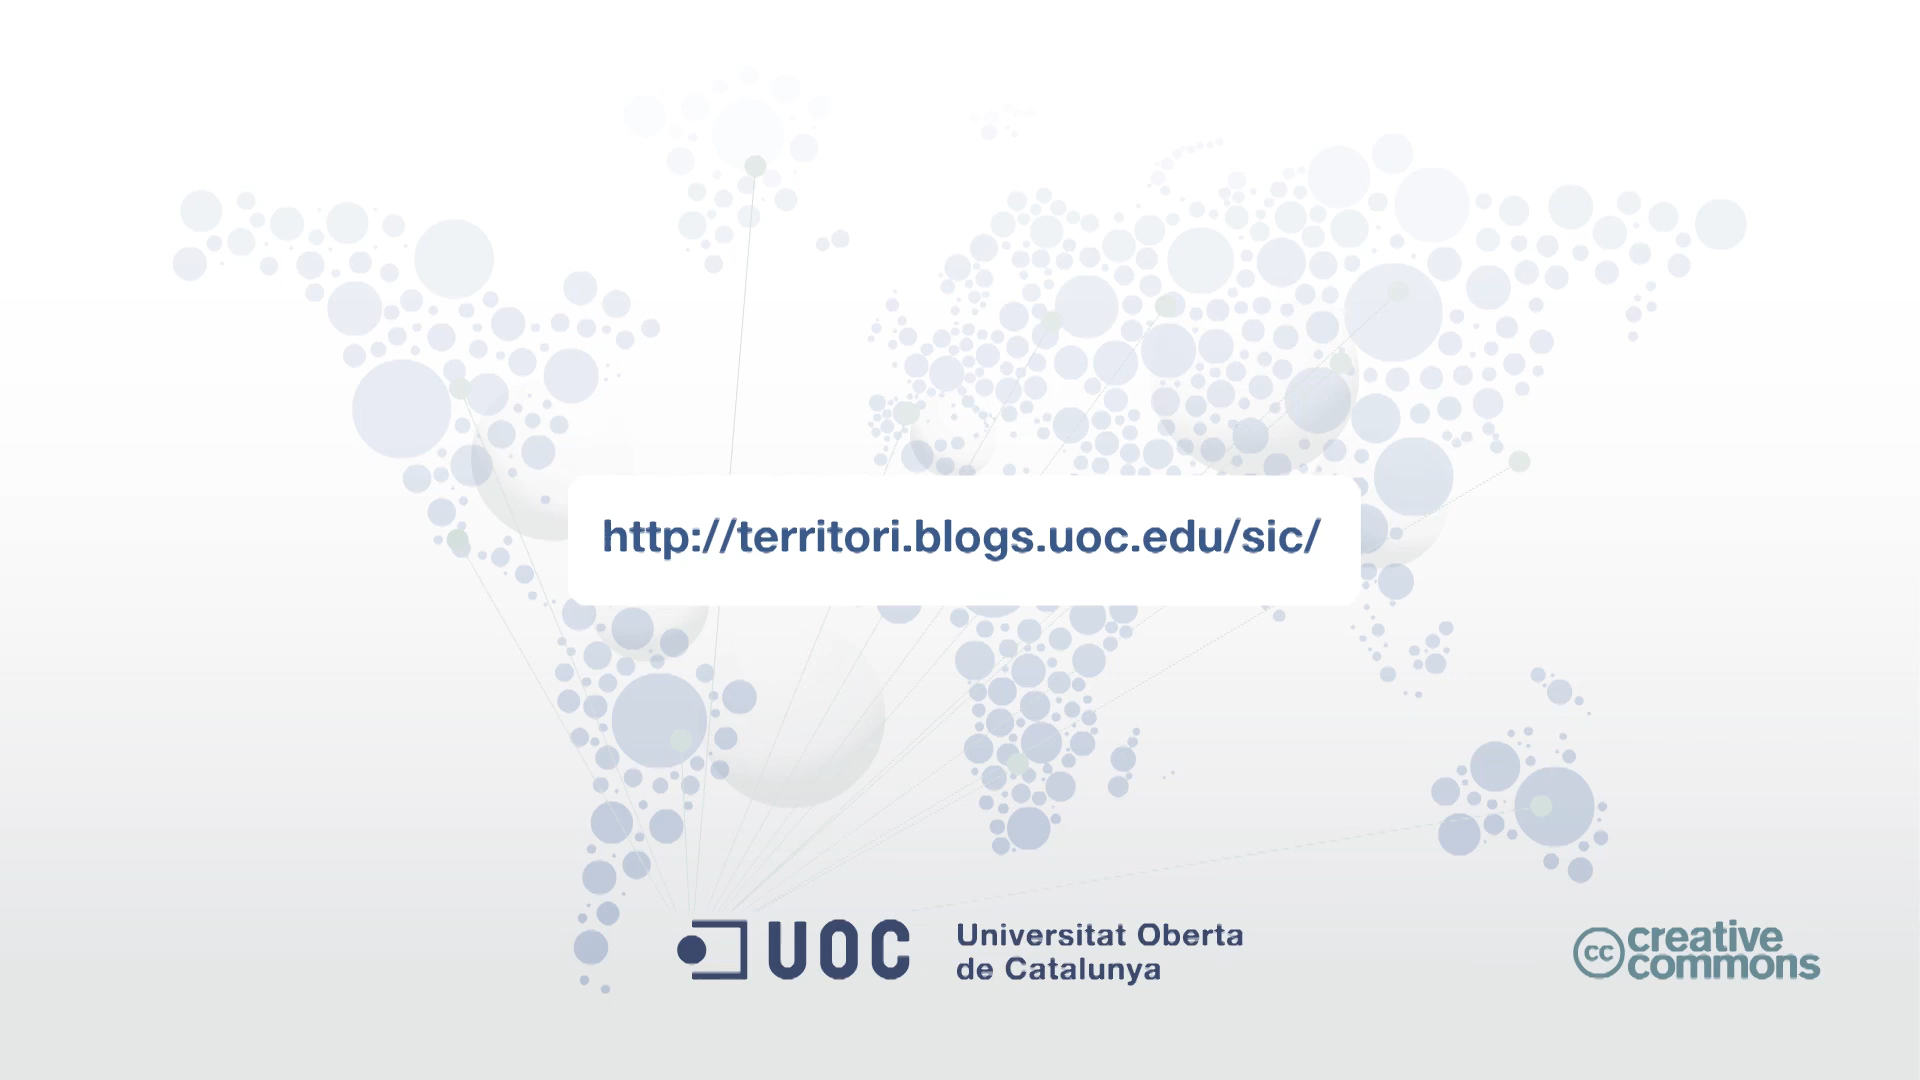 http://territori.blogs.uoc.edu/sic/
UOC
Universitat Oberta
de Catalunya
cc creative
commons